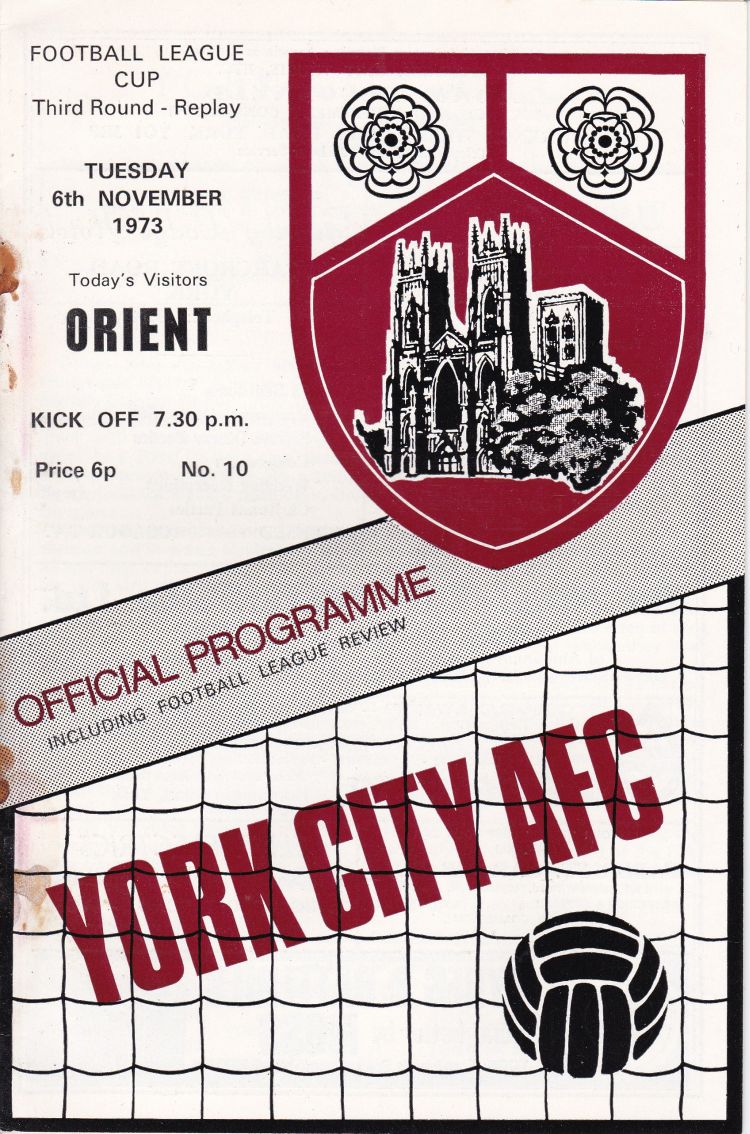 FOOTBALL LEAGUE
CUP
Third Round - Replay
TUESDAY
6th NOVEMBER
1973
Today's Visitors
ORIENT
KICK OFF 7.30 p.m.
Price 6p No. 10
OFFICIAL PROGRAMME
INCLUDING FOOTBALL LEAGUE REVIEW
YORK CITY AFC